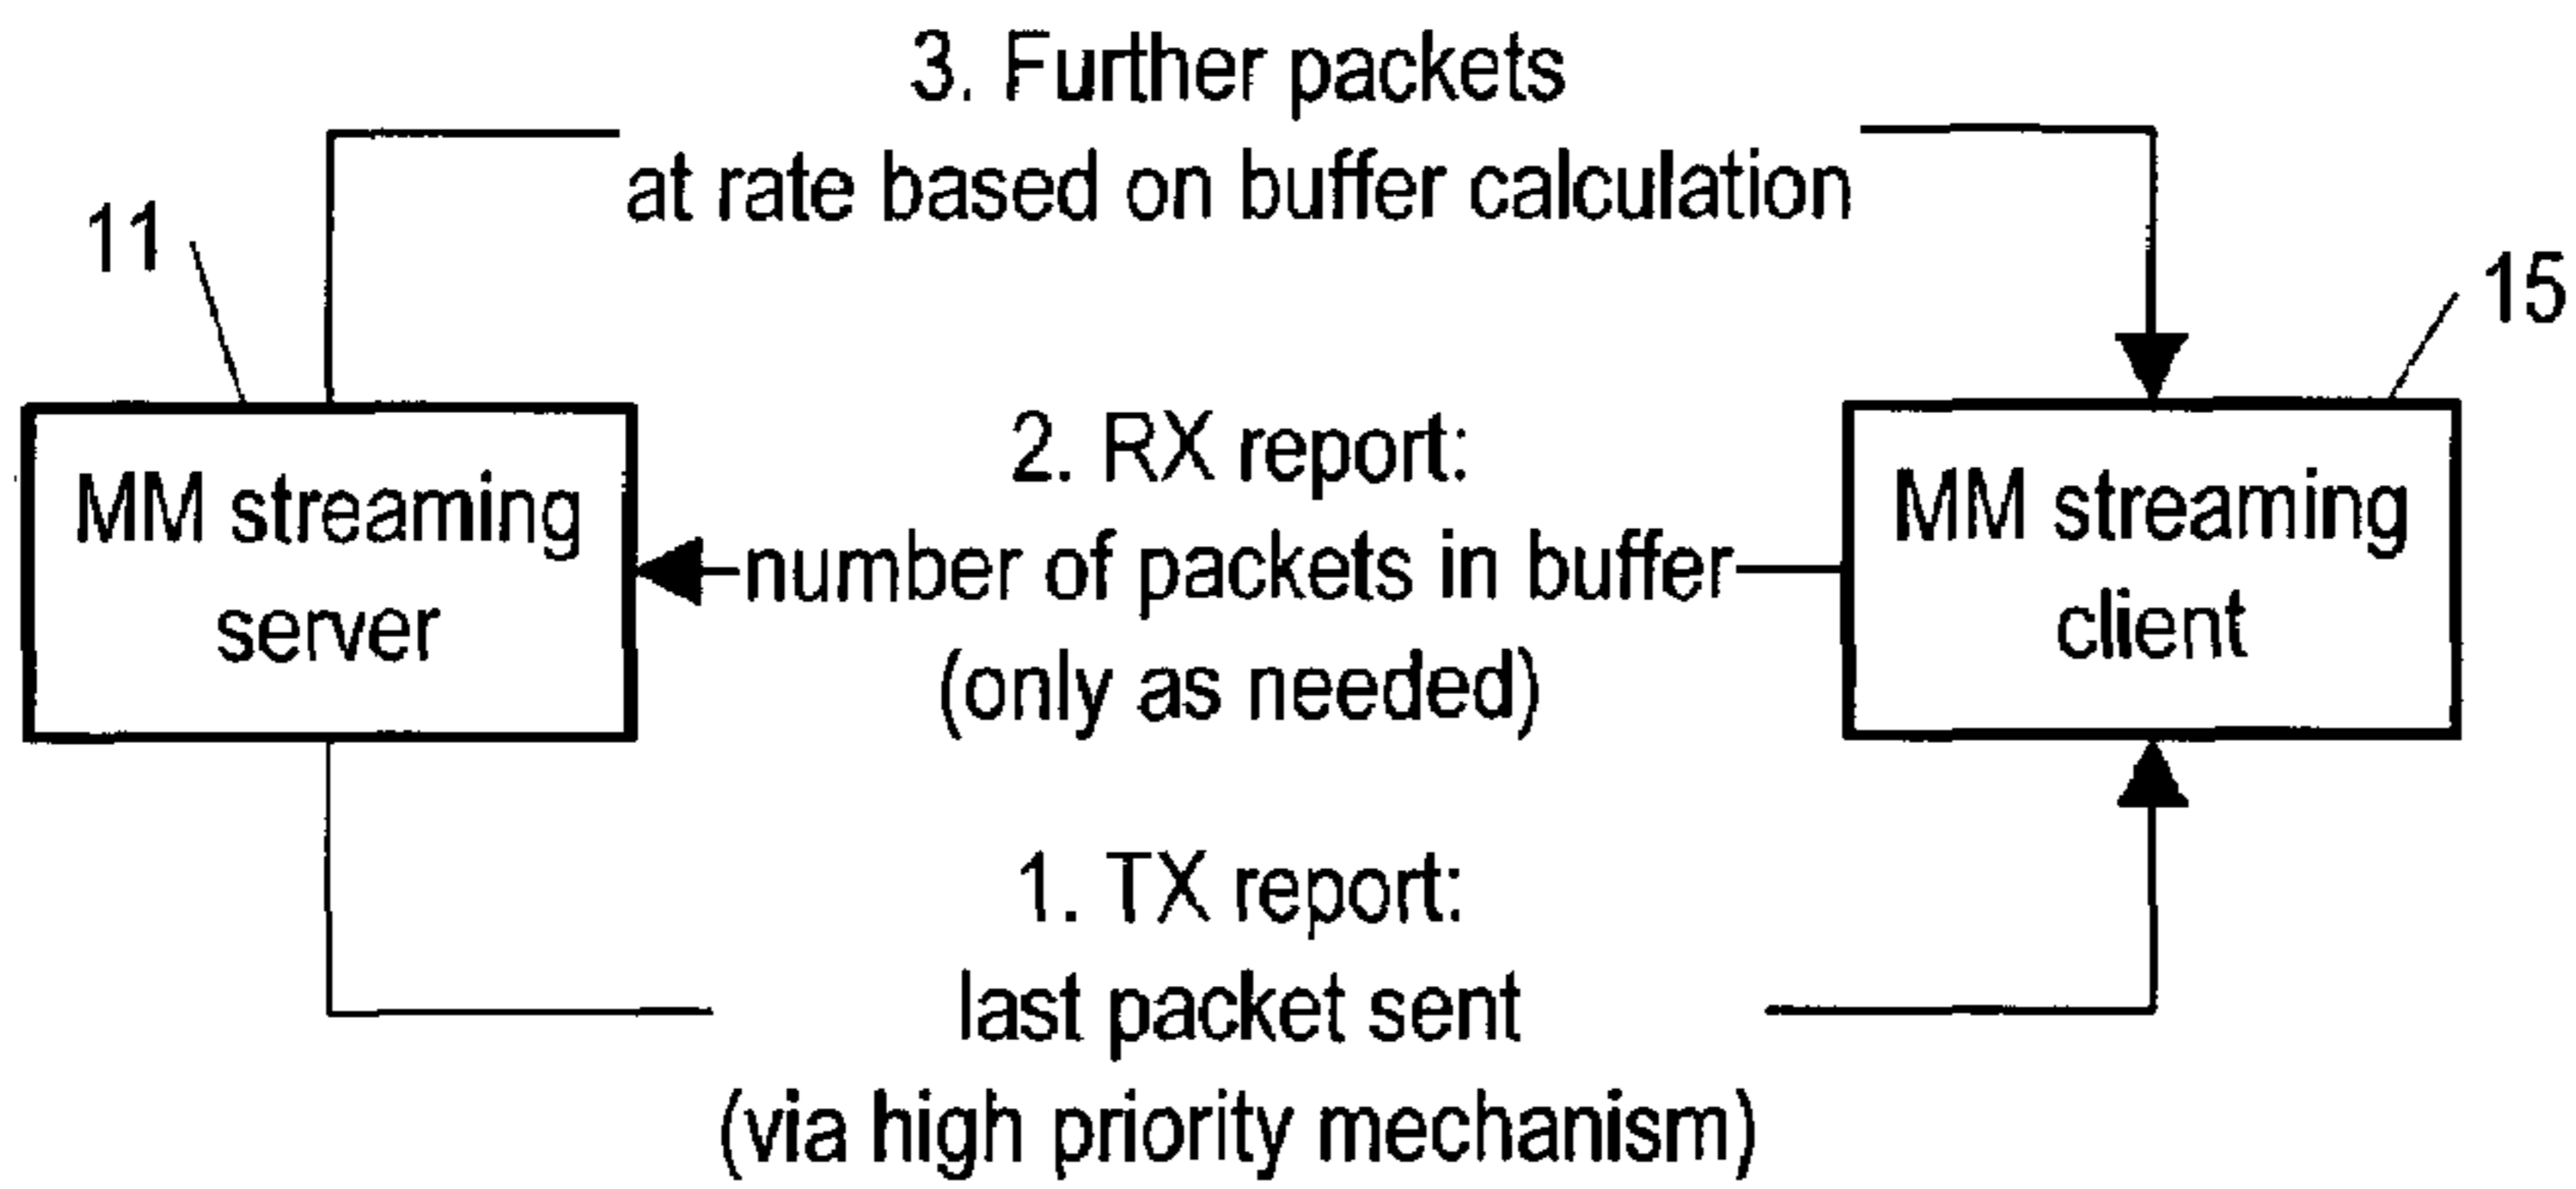 3. Further packets
at rate based on buffer calculation
11
15
MM streaming
server
2. RX report:
number of packets in buffer
(only as needed)
MM streaming
client
1. TX report:
last packet sent
(via high priority mechanism)